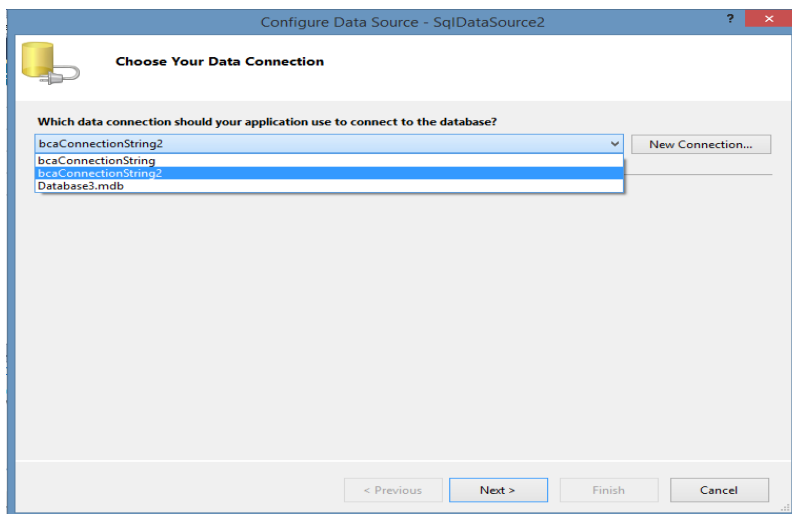 Configure Data Source - SqlDataSource2
? ×
Choose Your Data Connection
Which data connection should your application use to connect to the database?
bcaConnectionString2
New Connection...
bcaConnectionString
bcaConnectionString2
Database3.mdb
< Previous
Next >
Finish
Cancel